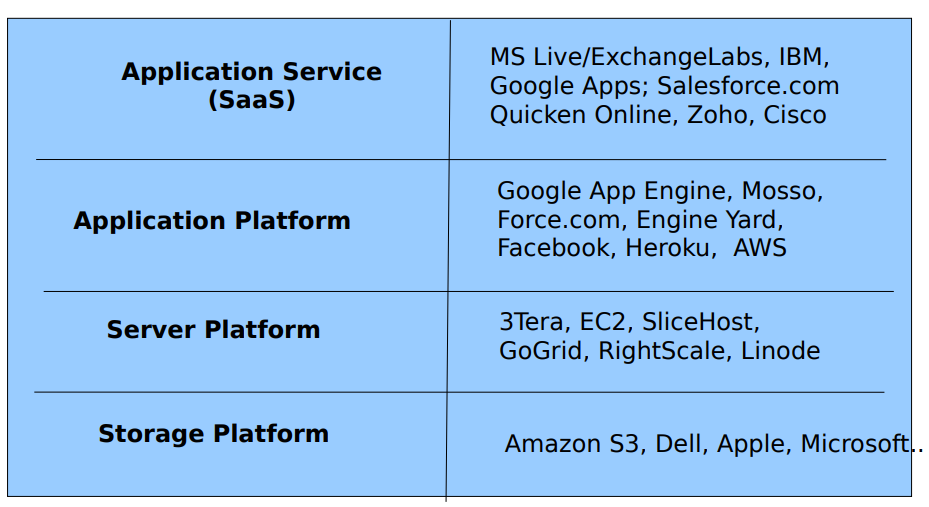 Application Service
(SaaS)
MS Live/ExchangeLabs, IBM,
Google Apps; Salesforce.com
Quicken Online, Zoho, Cisco
Application Platform
Google App Engine, Mosso,
Force.com, Engine Yard,
Facebook, Heroku,  AWS
Server Platform
3Tera, EC2, SliceHost,
GoGrid, RightScale, Linode
Storage Platform
Amazon S3, Dell, Apple, Microsoft..